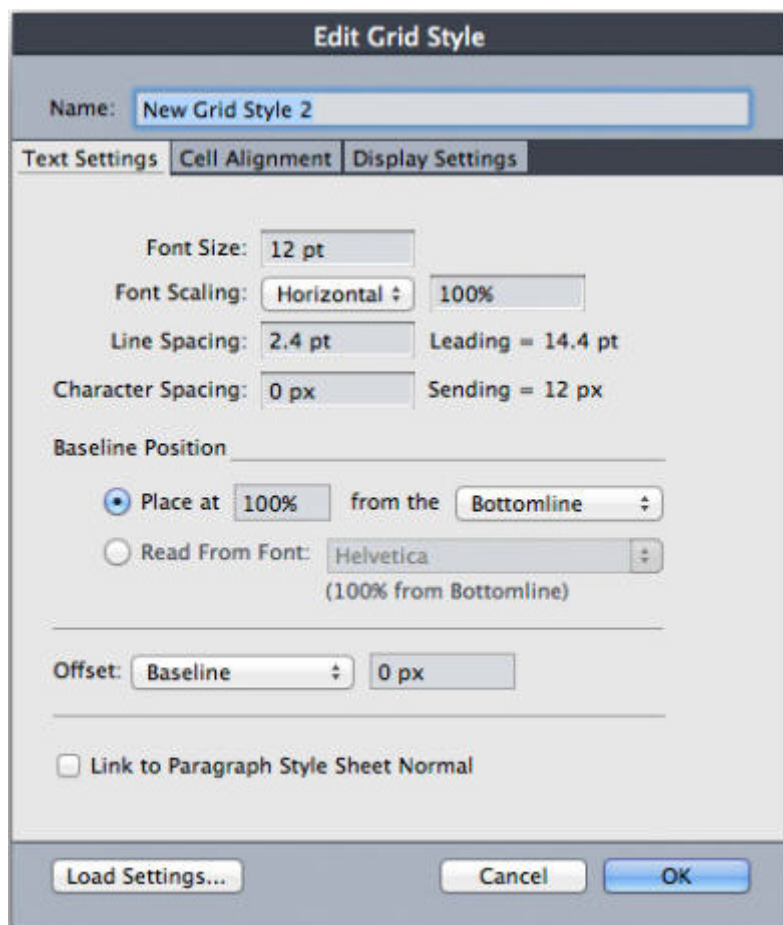 Edit Grid Style
Name: New Grid Style 2
Text Settings Cell Alignment Display Settings
Font Size: 12 pt
Font Scaling: Horizontal 100%
Line Spacing: 2.4 pt Leading = 14.4 pt
Character Spacing: 0 px Sending = 12 px
Baseline Position
Place at 100% from the Bottomline
Read From Font: Helvetica
(100% from Bottomline)
Offset: Baseline 0 px
Link to Paragraph Style Sheet Normal
Load Settings... Cancel OK